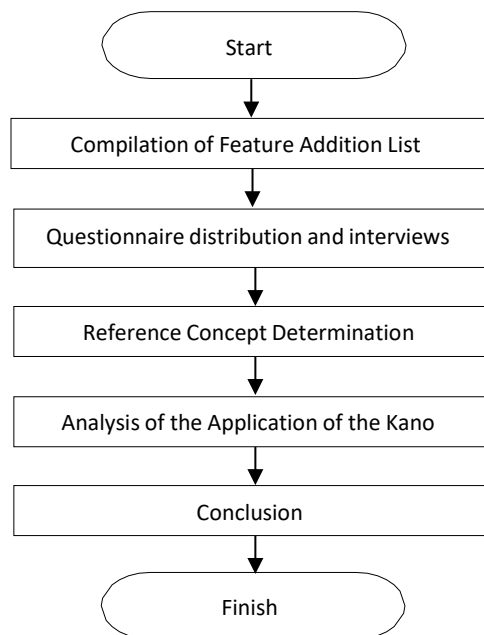 Start
Compilation of Feature Addition List
Questionnaire distribution and interviews
Reference Concept Determination
Analysis of the Application of the Kano
Conclusion
Finish